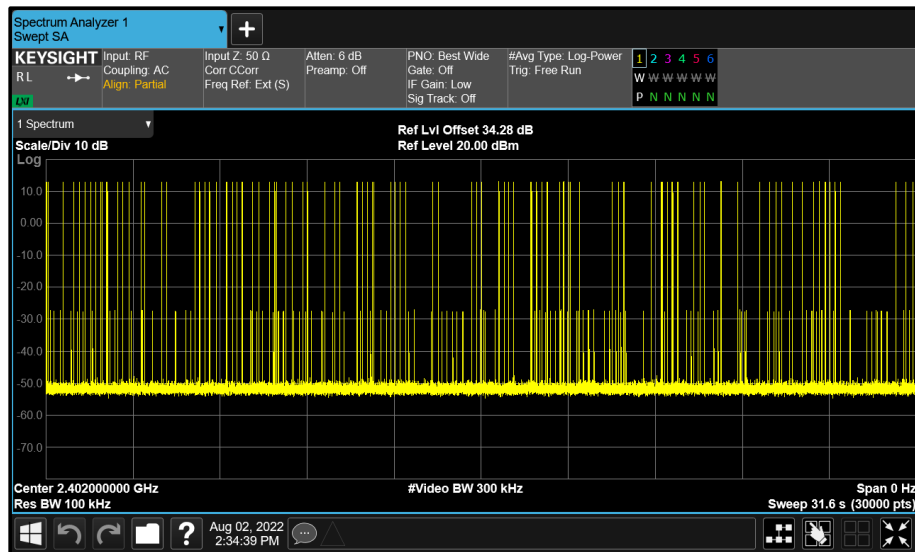 Spectrum Analyzer 1
Swept SA
KEYSIGHT
R L
LXI
Input: RF
Coupling: AC
Align: Partial
Input Z: 50 Ω
Corr CCorr
Freq Ref: Ext (S)
Atten: 6 dB
Preamp: Off
PNO: Best Wide
Gate: Off
IF Gain: Low
Sig Track: Off
#Avg Type: Log-Power
Trig: Free Run
1 2 3 4 5 6
W W W W W W
P N N N N N
1 Spectrum
Scale/Div 10 dB
Ref Lvl Offset 34.28 dB
Ref Level 20.00 dBm
Log
10.0
0.00
-10.0
-20.0
-30.0
-40.0
-50.0
-60.0
-70.0
Center 2.402000000 GHz
#Video BW 300 kHz
Span 0 Hz
Res BW 100 kHz
Sweep 31.6 s (30000 pts)
?
Aug 02, 2022
2:34:39 PM